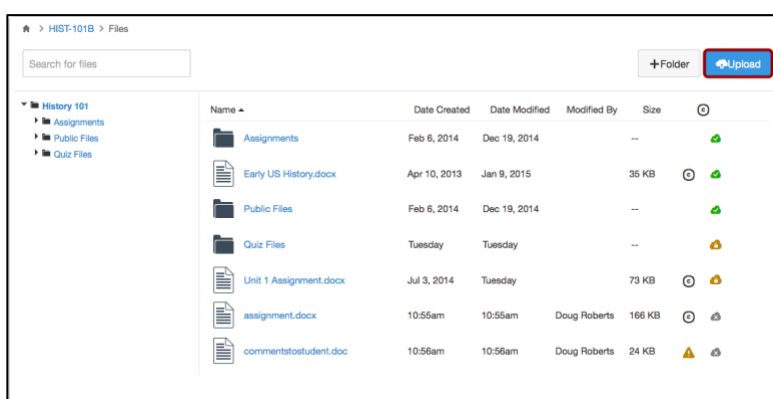 > HIST-101B > Files
Search for files
+Folder
Upload
History 101
Assignments
Public Files
Quiz Files
Name Date Created Date Modified Modified By Size ©
Assignments Feb 6, 2014 Dec 19, 2014 --
Early US History.docx Apr 10, 2013 Jan 9, 2015 35 KB ©
Public Files Feb 6, 2014 Dec 19, 2014 --
Quiz Files Tuesday Tuesday --
Unit 1 Assignment.docx Jul 3, 2014 Tuesday 73 KB ©
assignment.docx 10:55am 10:55am Doug Roberts 166 KB ©
commentstostudent.doc 10:56am 10:56am Doug Roberts 24 KB